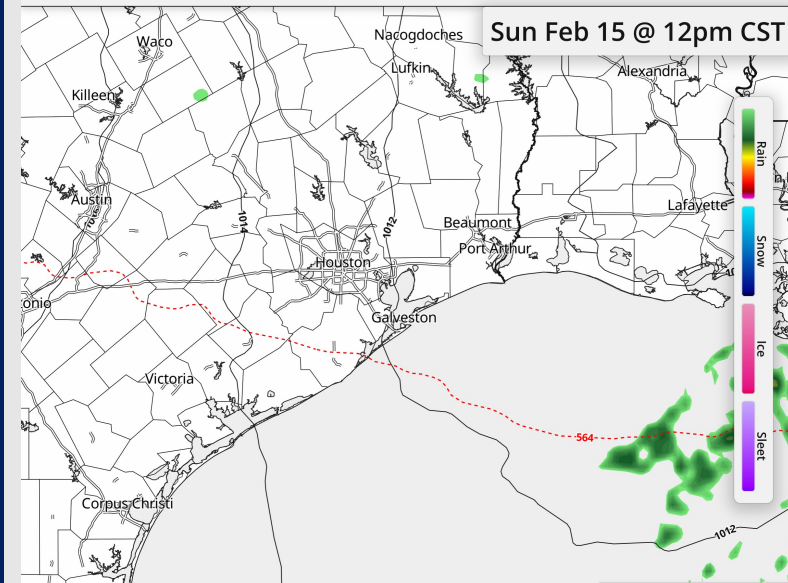 Sun Feb 15 @ 12pm CST
Waco
Nacogdoches
Lufkin
Alexandria
Killeen
Rain
Austin
1016
1014
1012
Beaumont
Lafayette
Port Arthur
Snow
Houston
onio
Galveston
Ice
Victoria
564
Sleet
Corpus Christi
1012